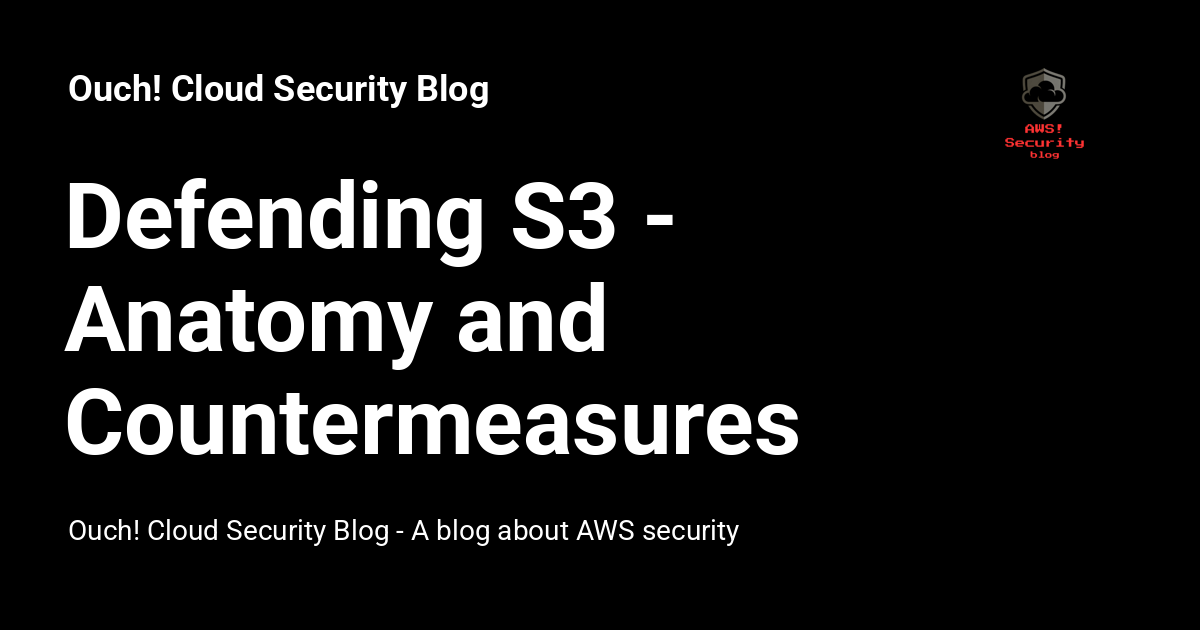 Ouch! Cloud Security Blog
AWS!
Security
blog
Defending S3 -
Anatomy and
Countermeasures
Ouch! Cloud Security Blog - A blog about AWS security